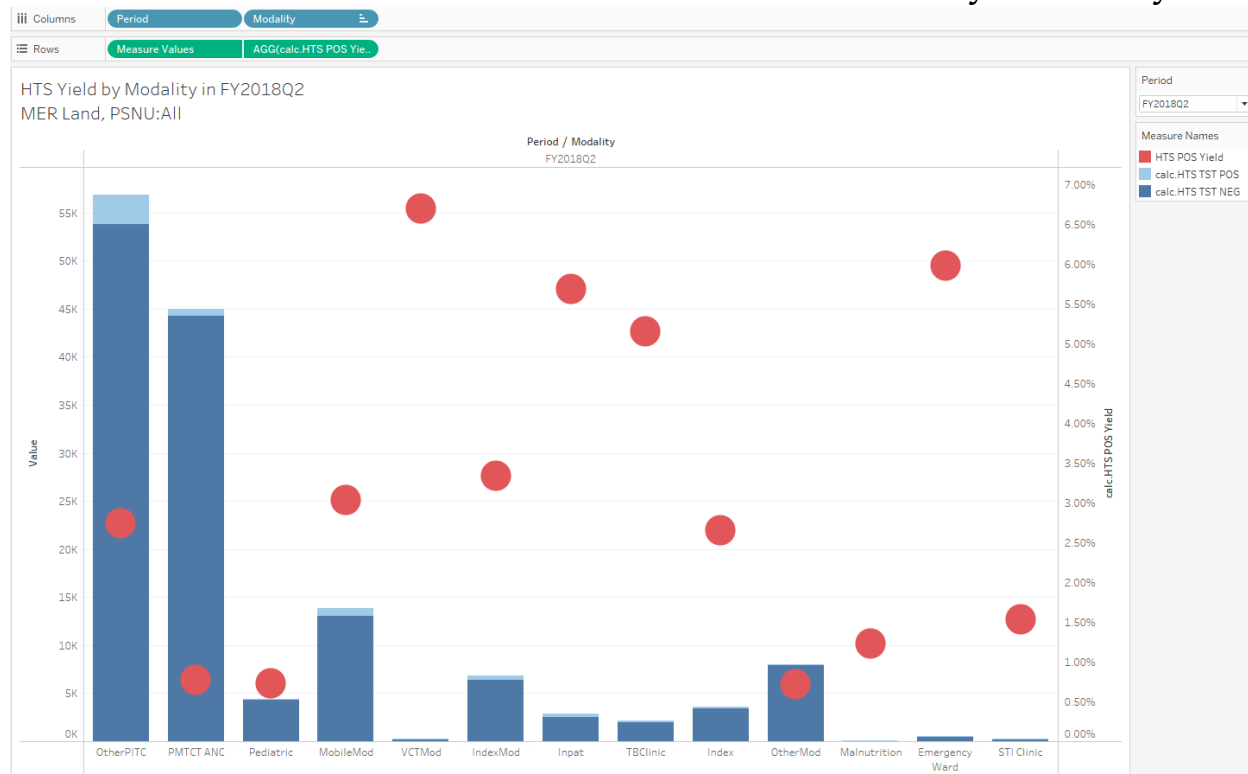 Columns Period Modality
Rows Measure Values AGG(calc.HTS POS Yie..
HTS Yield by Modality in FY2018Q2
MER Land, PSNU:All
Period / Modality
FY2018Q2
Value
55K
50K
45K
40K
35K
30K
25K
20K
15K
10K
5K
0K
7.00%
6.50%
6.00%
5.50%
5.00%
4.50%
4.00%
3.50%
3.00%
2.50%
2.00%
1.50%
1.00%
0.50%
0.00%
calc.HTS POS Yield
OtherPITC PMTCT ANC Pediatric MobileMod VCTMod IndexMod Inpat TBClinic Index OtherMod Malnutrition Emergency STI Clinic
Ward
Period
FY2018Q2
Measure Names
HTS POS Yield
calc.HTS TST POS
calc.HTS TST NEG